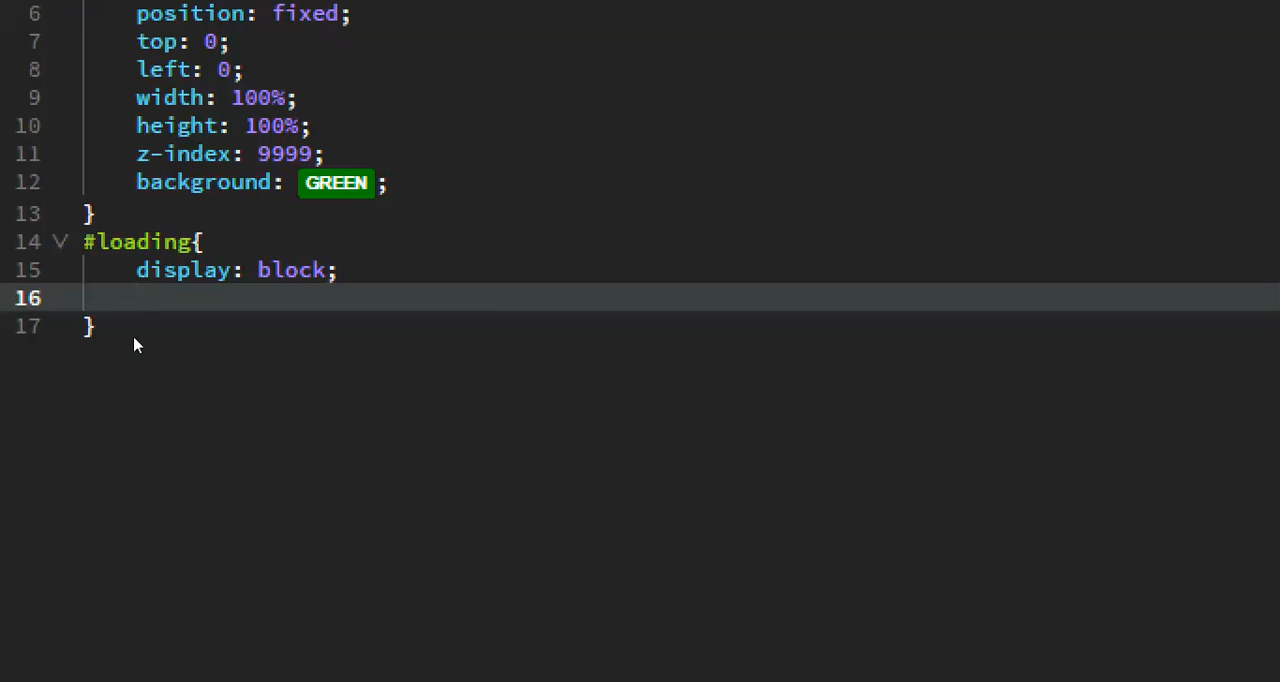 6 position: fixed;
7 top: 0;
8 left: 0;
9 width: 100%;
10 height: 100%;
11 z-index: 9999;
12 background: GREEN;
13 }
14 #loading{
15 display: block;
16
17 }